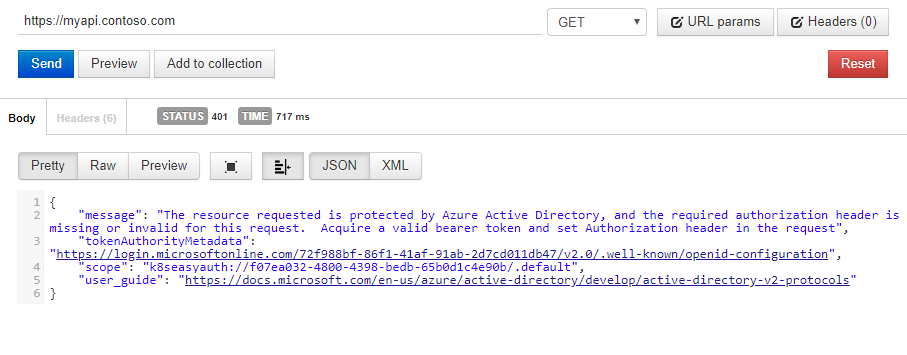 https://myapi.contoso.com GET URL params Headers (0)
Send Preview Add to collection Reset
Body Headers (6) STATUS 401 TIME 717 ms
Pretty Raw Preview JSON XML
1 {
2 "message": "The resource requested is protected by Azure Active Directory, and the required authorization header is
missing or invalid for this request.  Acquire a valid bearer token and set Authorization header in the request",
3 "tokenAuthorityMetadata":
"https://login.microsoftonline.com/72f988bf-86f1-41af-91ab-2d7cd011db47/v2.0/.well-known/openid-configuration",
4 "scope": "k8seasyauth://f07ea032-4800-4398-bedb-65b0d1c4e90b/.default",
5 "user_guide": "https://docs.microsoft.com/en-us/azure/active-directory/develop/active-directory-v2-protocols"
6 }